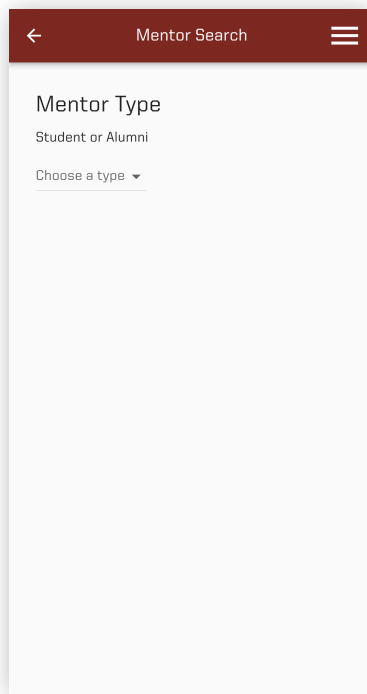 Mentor Search
Mentor Type
Student or Alumni
Choose a type